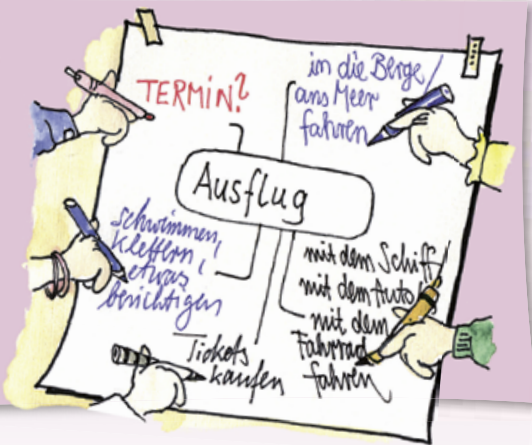 TERMIN?
in die Berge/
ans Meer
fahren
Ausflug
schwimmen,
klettern,
etwas
besichtigen
mit dem Schiff/
mit dem Auto/
mit dem
Fahrrad
fahren
Tickets
kaufen